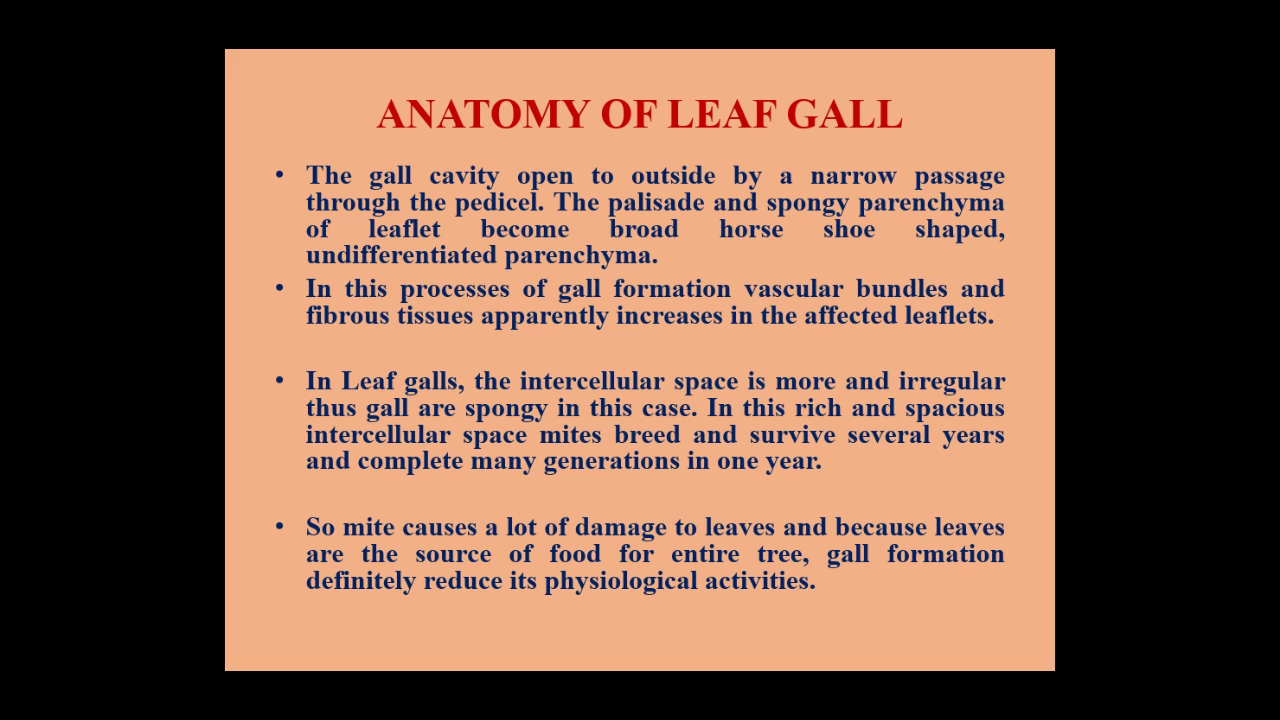 ANATOMY OF LEAF GALL
• The gall cavity open to outside by a narrow passage
through the pedicel. The palisade and spongy parenchyma
of leaflet become broad horse shoe shaped,
undifferentiated parenchyma.
• In this processes of gall formation vascular bundles and
fibrous tissues apparently increases in the affected leaflets.
• In Leaf galls, the intercellular space is more and irregular
thus gall are spongy in this case. In this rich and spacious
intercellular space mites breed and survive several years
and complete many generations in one year.
• So mite causes a lot of damage to leaves and because leaves
are the source of food for entire tree, gall formation
definitely reduce its physiological activities.